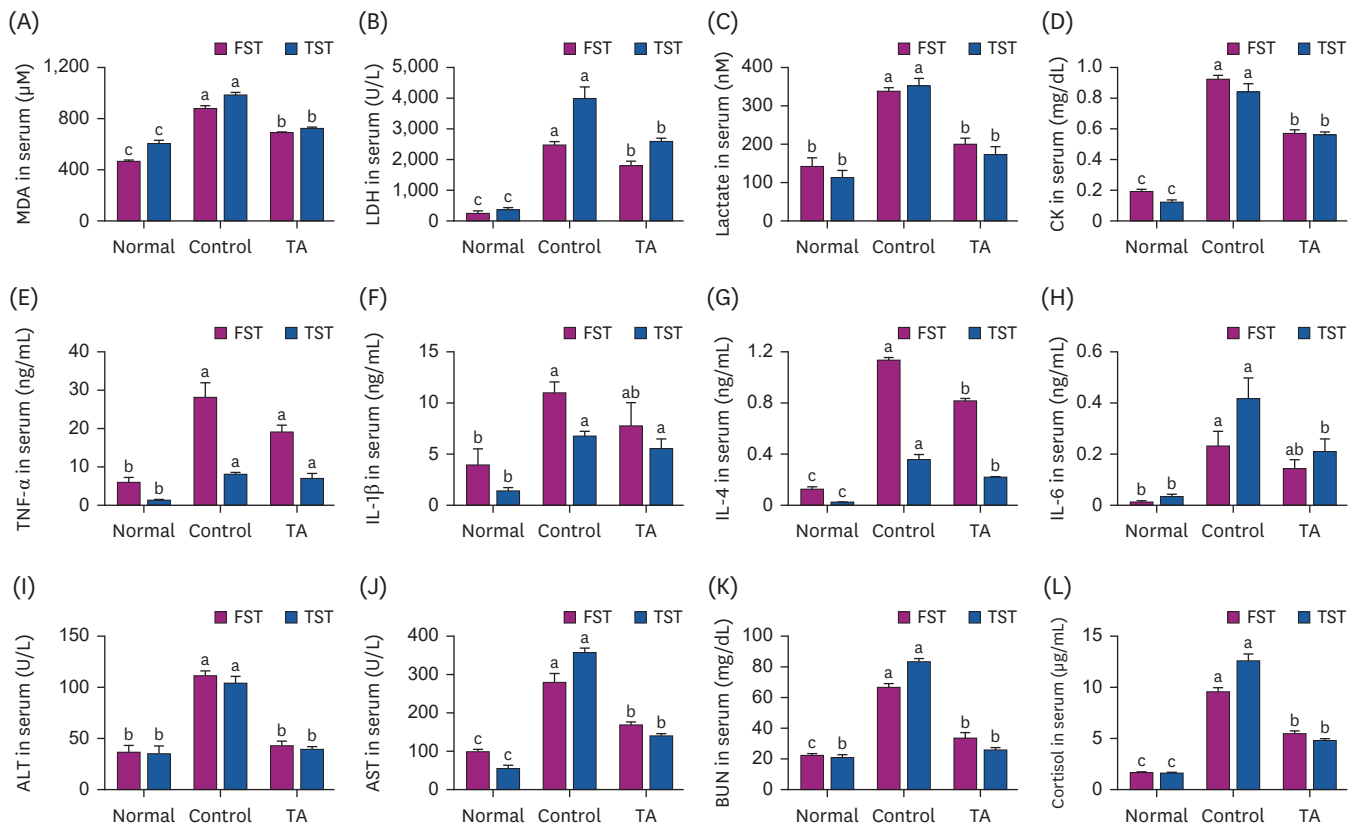 (A)
FST TST
MDA in serum (µM)
1,200
800
400
0
c c a a b b
Normal Control TA
(B)
FST TST
LDH in serum (U/L)
5,000
4,000
3,000
2,000
1,000
0
c c a a b b
Normal Control TA
(C)
FST TST
Lactate in serum (nM)
400
300
200
100
0
b b a a b b
Normal Control TA
(D)
FST TST
CK in serum (mg/dL)
1.0
0.8
0.6
0.4
0.2
0
c c a a b b
Normal Control TA
(E)
FST TST
TNF-α in serum (ng/mL)
40
30
20
10
0
b b a a a a
Normal Control TA
(F)
FST TST
IL-1β in serum (ng/mL)
15
10
5
0
b b a a ab a
Normal Control TA
(G)
FST TST
IL-4 in serum (ng/mL)
1.2
0.8
0.4
0
c c a a b b
Normal Control TA
(H)
FST TST
IL-6 in serum (ng/mL)
0.6
0.4
0.2
0
b b a a ab b
Normal Control TA
(I)
FST TST
ALT in serum (U/L)
150
100
50
0
b b a a b b
Normal Control TA
(J)
FST TST
AST in serum (U/L)
400
300
200
100
0
c c a a b b
Normal Control TA
(K)
FST TST
BUN in serum (mg/dL)
100
80
60
40
20
0
c b a a b b
Normal Control TA
(L)
FST TST
Cortisol in serum (µg/mL)
15
10
5
0
c c a a b b
Normal Control TA